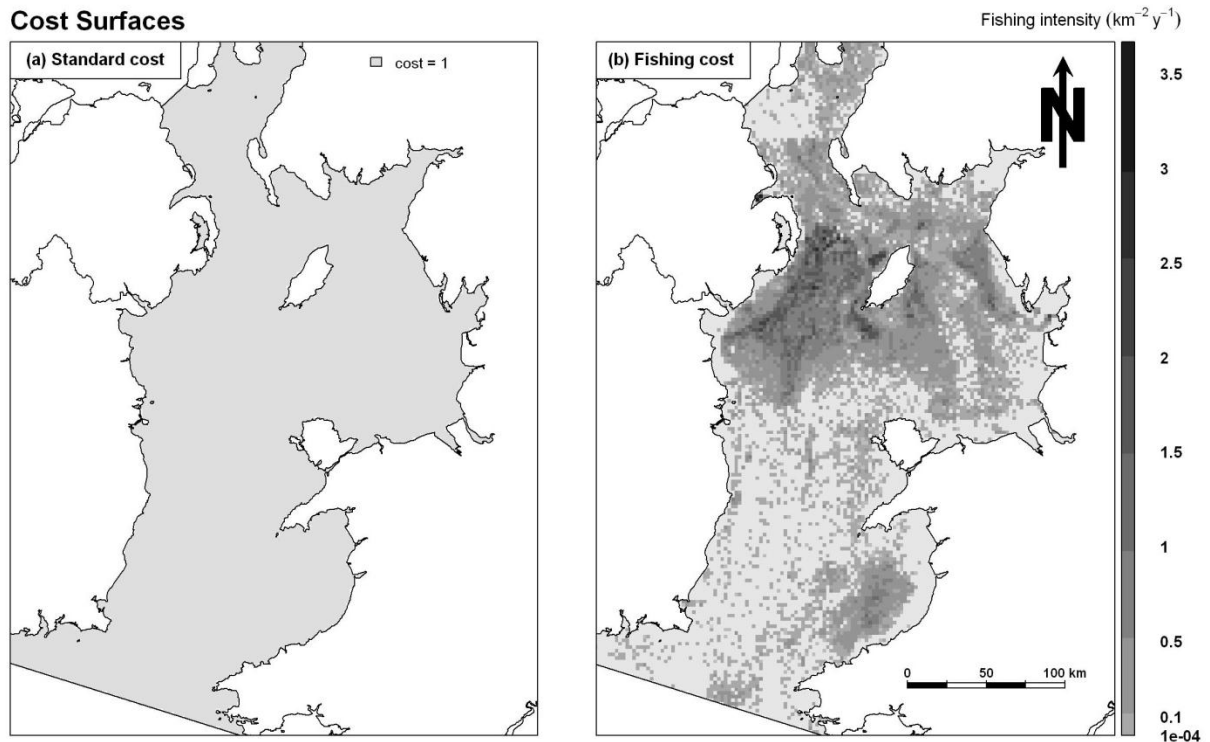 Cost Surfaces
Fishing intensity (km⁻² y⁻¹)
(a) Standard cost
cost = 1
(b) Fishing cost
N
3.5
3
2.5
2
1.5
1
0.5
0.1
1e-04
0 50 100 km